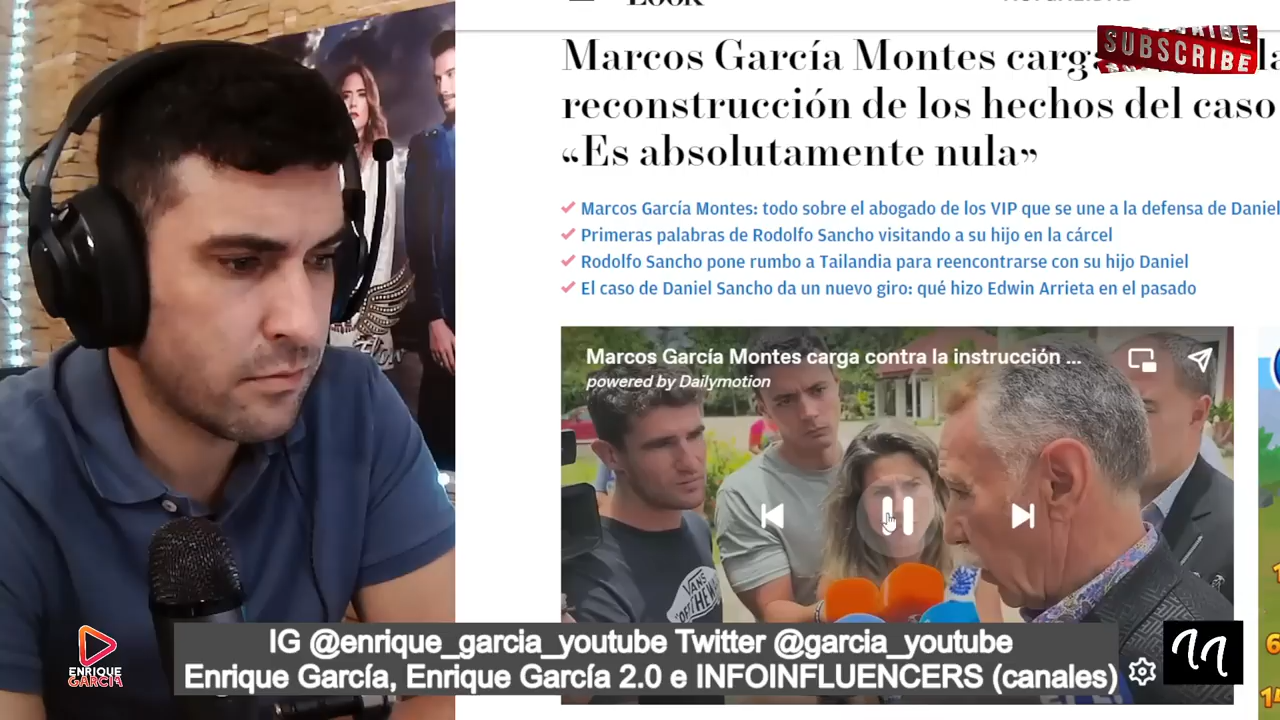 Marcos García Montes carga
reconstrucción de los hechos del caso
«Es absolutamente nula»
SUBSCRIBE
Marcos García Montes: todo sobre el abogado de los VIP que se une a la defensa de Daniel
Primeras palabras de Rodolfo Sancho visitando a su hijo en la cárcel
Rodolfo Sancho pone rumbo a Tailandia para reencontrarse con su hijo Daniel
El caso de Daniel Sancho da un nuevo giro: qué hizo Edwin Arrieta en el pasado
Marcos García Montes carga contra la instrucción ...
powered by Dailymotion
VANS
IG @enrique_garcia_youtube Twitter @garcia_youtube
Enrique García, Enrique García 2.0 e INFOINFLUENCERS (canales)
ENRIQUE
GARCÍA